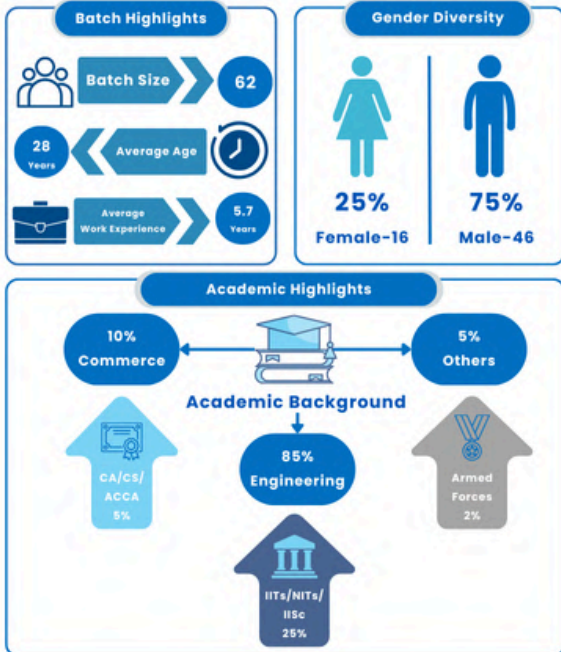 Batch Highlights
Batch Size
62
28
Years
Average Age
Average
Work Experience
5.7
Years
Gender Diversity
25%
Female-16
75%
Male-46
Academic Highlights
10%
Commerce
5%
Others
Academic Background
85%
Engineering
CA/CS/
ACCA
5%
Armed
Forces
2%
IITs/NITs/
IISc
25%